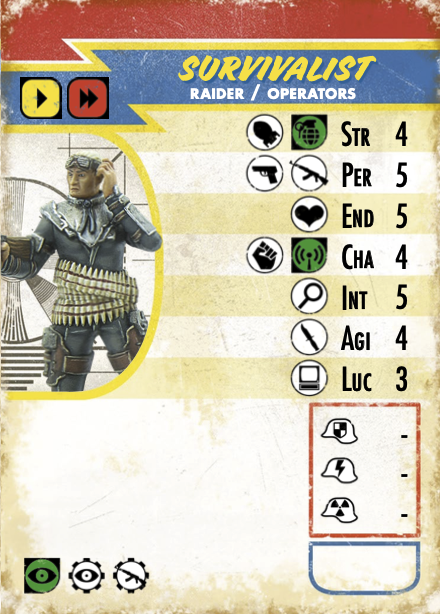 SURVIVALIST
RAIDER / OPERATORS
STR 4
PER 5
END 5
CHA 4
INT 5
AGI 4
LUC 3
-
-
-